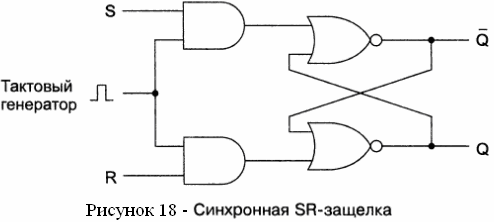 S
Q̄
Тактовый
генератор
Q
R
Рисунок 18 - Синхронная SR-защелка